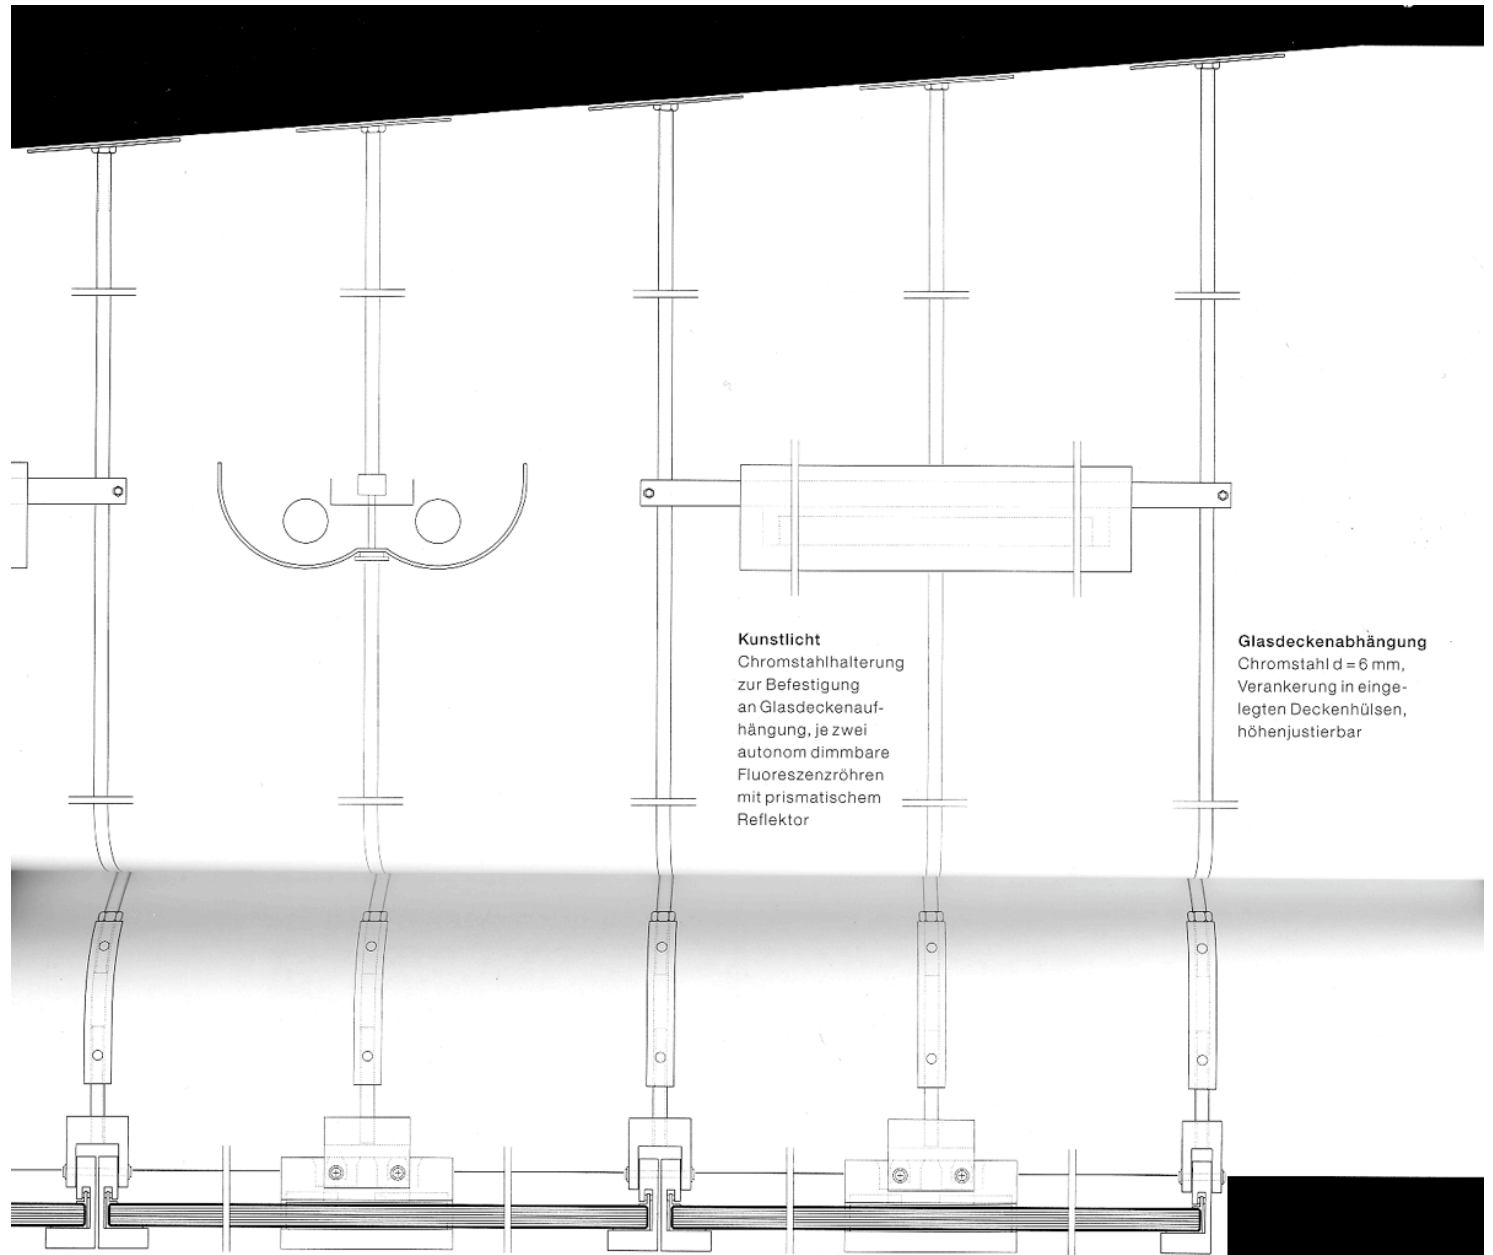 Kunstlicht
Chromstahlhalterung
zur Befestigung
an Glasdeckenauf-
hängung, je zwei
autonom dimmbare
Fluoreszenzröhren
mit prismatischem
Reflektor
Glasdeckenabhängung
Chromstahl d = 6 mm,
Verankerung in einge-
legten Deckenhülsen,
höhenjustierbar